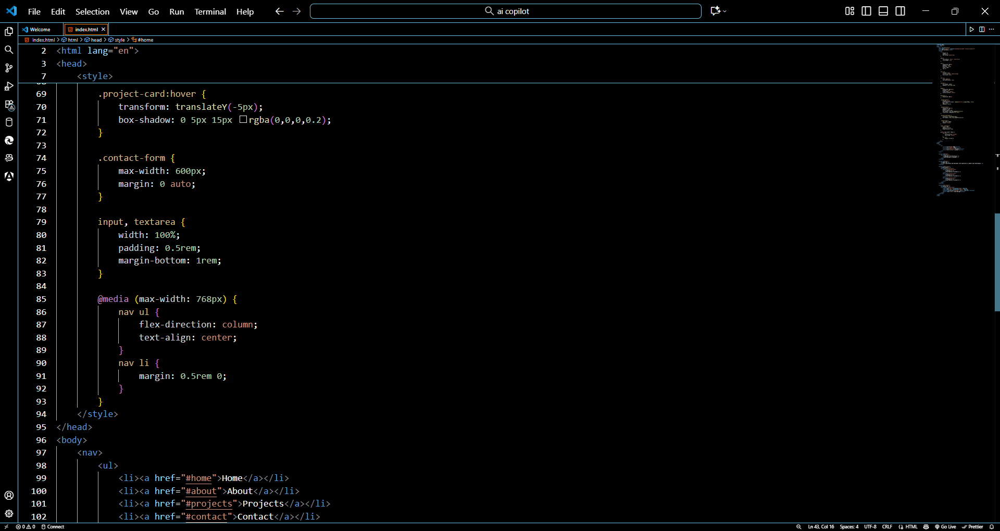 File Edit Selection View Go Run Terminal Help
ai copilot
Welcome
index.html
index.html > html > head > style > #home
2 <html lang="en">
3 <head>
7 <style>
69 .project-card:hover {
70 transform: translateY(-5px);
71 box-shadow: 0 5px 15px rgba(0,0,0,0.2);
72 }
73
74 .contact-form {
75 max-width: 600px;
76 margin: 0 auto;
77 }
78
79 input, textarea {
80 width: 100%;
81 padding: 0.5rem;
82 margin-bottom: 1rem;
83 }
84
85 @media (max-width: 768px) {
86 nav ul {
87 flex-direction: column;
88 text-align: center;
89 }
90 nav li {
91 margin: 0.5rem 0;
92 }
93 }
94 </style>
95 </head>
96 <body>
97 <nav>
98 <ul>
99 <li><a href="#home">Home</a></li>
100 <li><a href="#about">About</a></li>
101 <li><a href="#projects">Projects</a></li>
102 <li><a href="#contact">Contact</a></li>
0 0 Connect
Ln 43, Col 16 Spaces: 4 UTF-8 CRLF HTML Go Live Prettier